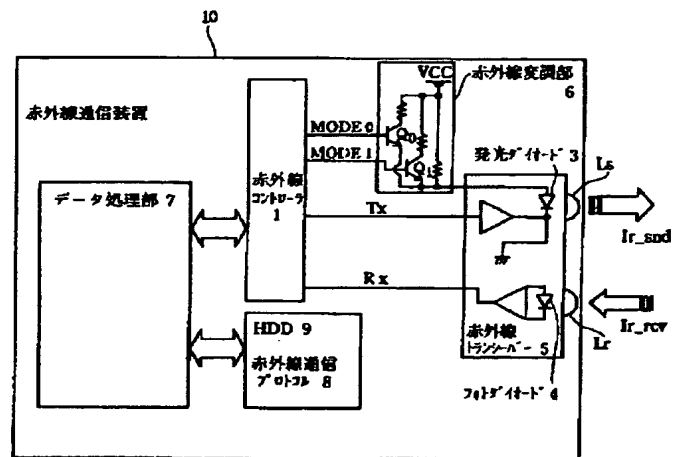 10
赤外線通信装置
VCC
赤外線変調部
6
MODE 0
MODE 1
赤外線
コントローラ
1
データ処理部 7
発光ダイオード 3
Ls
Tx
Ir_snd
Rx
Ir_rcv
Lr
赤外線
トランシーバー 5
HDD 9
赤外線通信
プロトコル 8
フォトダイオード 4